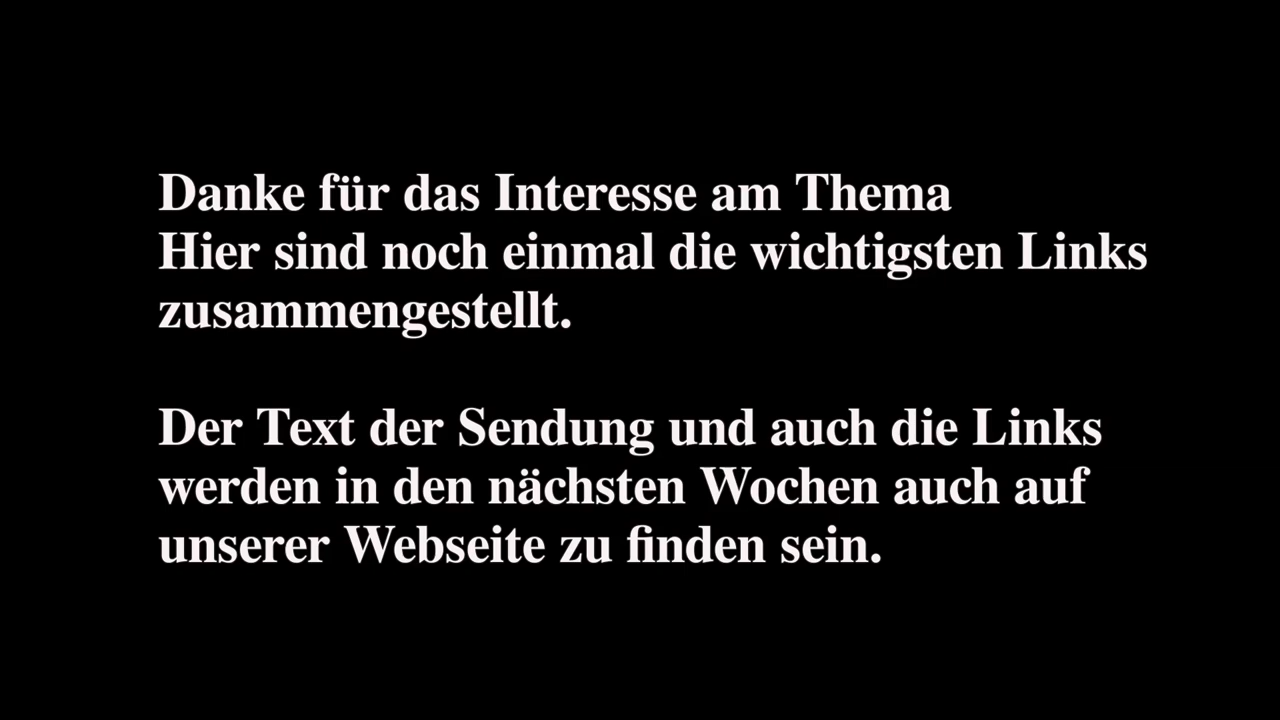 Danke für das Interesse am Thema
Hier sind noch einmal die wichtigsten Links
zusammengestellt.
Der Text der Sendung und auch die Links
werden in den nächsten Wochen auch auf
unserer Webseite zu finden sein.